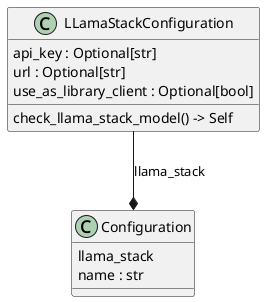 C LLamaStackConfiguration
api_key : Optional[str]
url : Optional[str]
use_as_library_client : Optional[bool]
check_llama_stack_model() -> Self
llama_stack
C Configuration
llama_stack
name : str